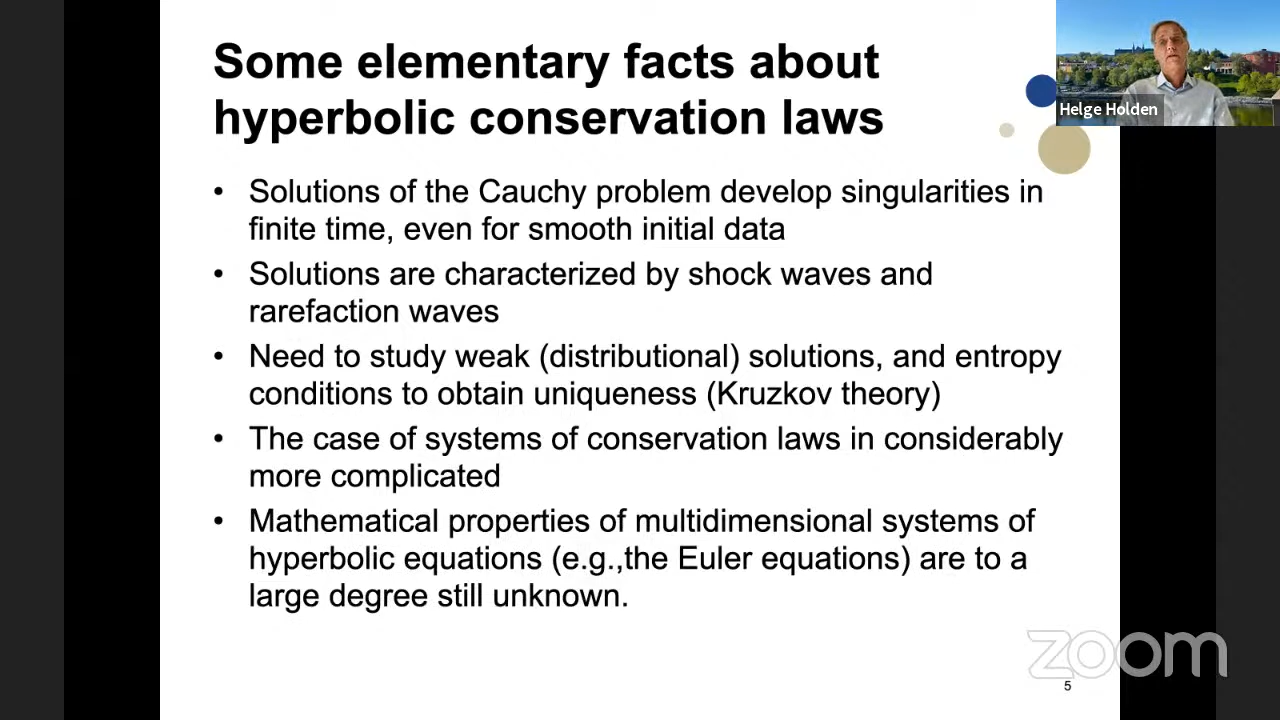 Some elementary facts about
hyperbolic conservation laws
Helge Holden
• Solutions of the Cauchy problem develop singularities in
finite time, even for smooth initial data
• Solutions are characterized by shock waves and
rarefaction waves
• Need to study weak (distributional) solutions, and entropy
conditions to obtain uniqueness (Kruzkov theory)
• The case of systems of conservation laws in considerably
more complicated
• Mathematical properties of multidimensional systems of
hyperbolic equations (e.g.,the Euler equations) are to a
large degree still unknown.
zoom
5